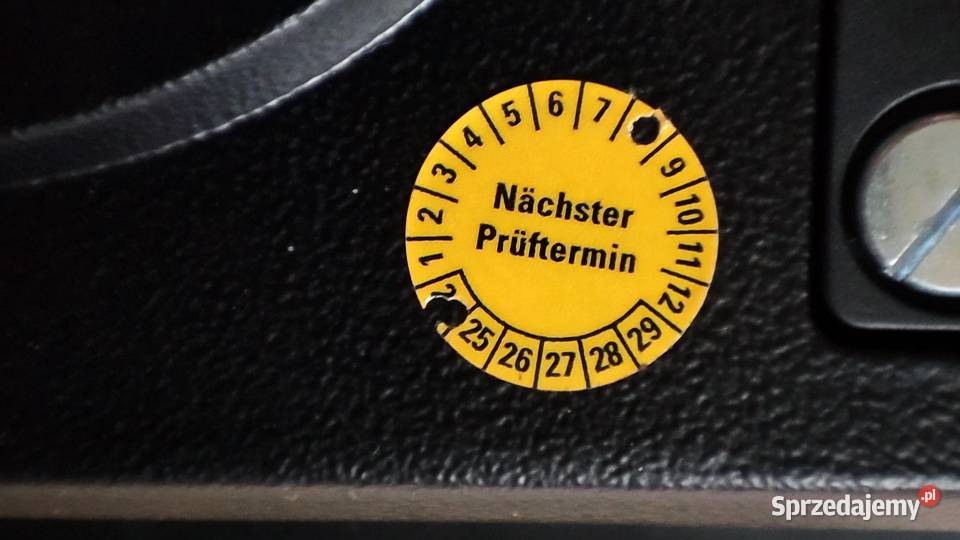 1 2 3 4 5 6 7 9 10 11 12
Nächster
Prüftermin
25 26 27 28 29
Sprzedajemy.pl